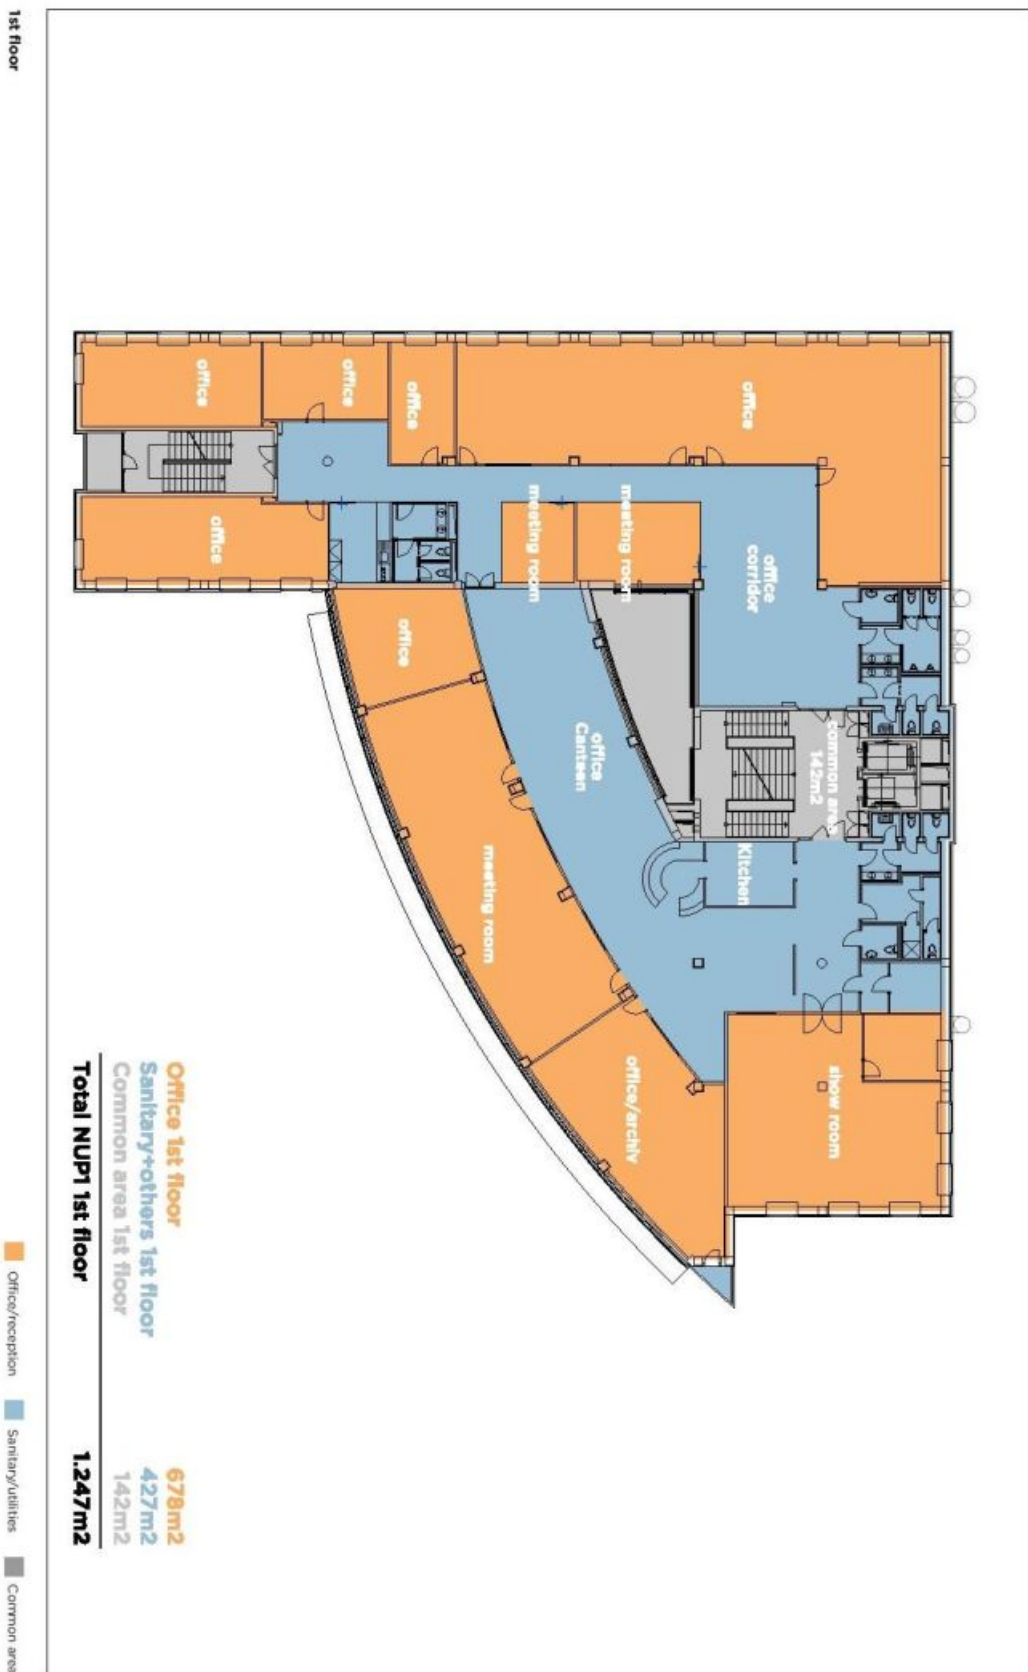 1st floor
office
office
office
office
office
meeting room
meeting room
office
corridor
office
office
Canteen
common area
142m2
Kitchen
meeting room
office/archiv
show room
Office 1st floor 678m2
Sanitary+others 1st floor 427m2
Common area 1st floor 142m2
Total NUP1 1st floor 1.247m2
Office/reception
Sanitary/utilities
Common area